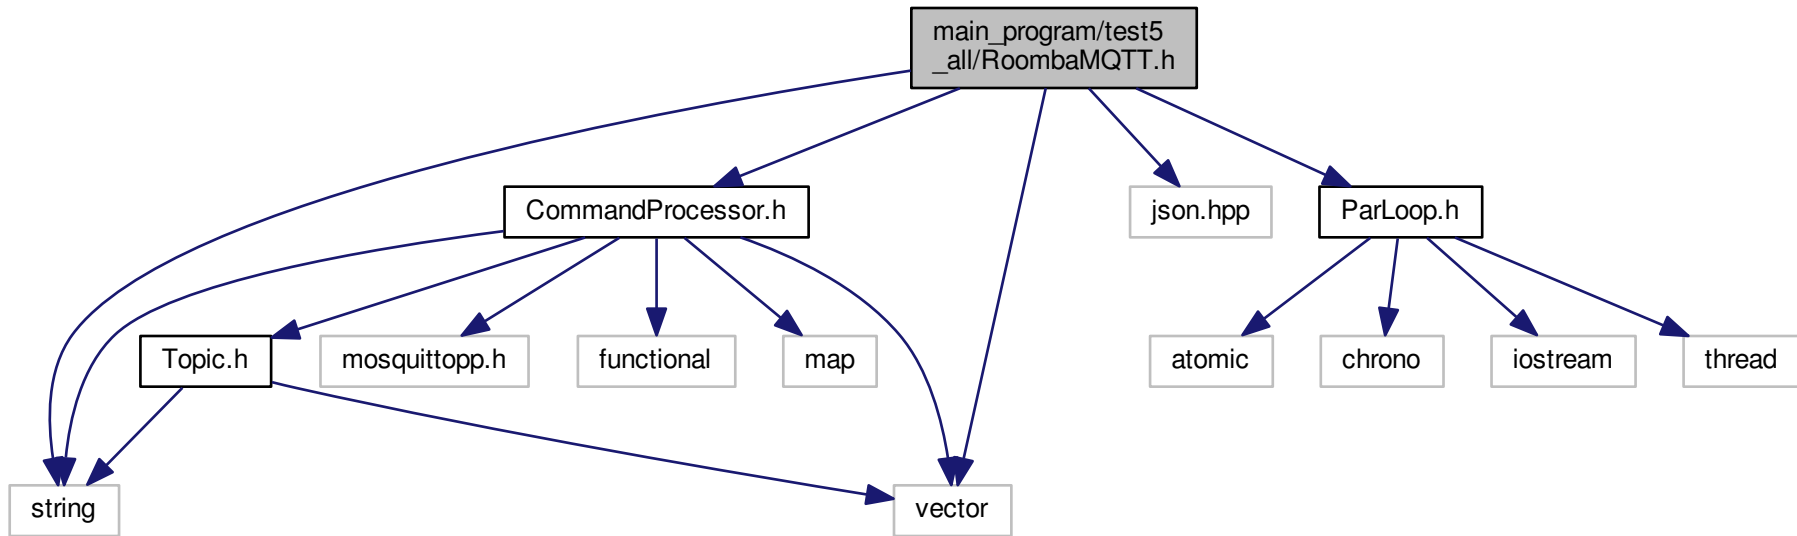 main_program/test5
_all/RoombaMQTT.h
CommandProcessor.h
json.hpp
ParLoop.h
Topic.h
mosquittopp.h
functional
map
atomic
chrono
iostream
thread
string
vector